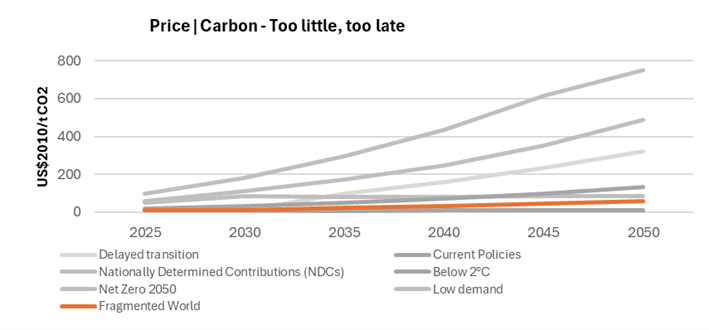 Price|Carbon - Too little, too late
US$2010/tCO2
800
600
400
200
0
2025 2030 2035 2040 2045 2050
Delayed transition Current Policies
Nationally Determined Contributions (NDCs) Below 2ºC
Net Zero 2050 Low demand
Fragmented World